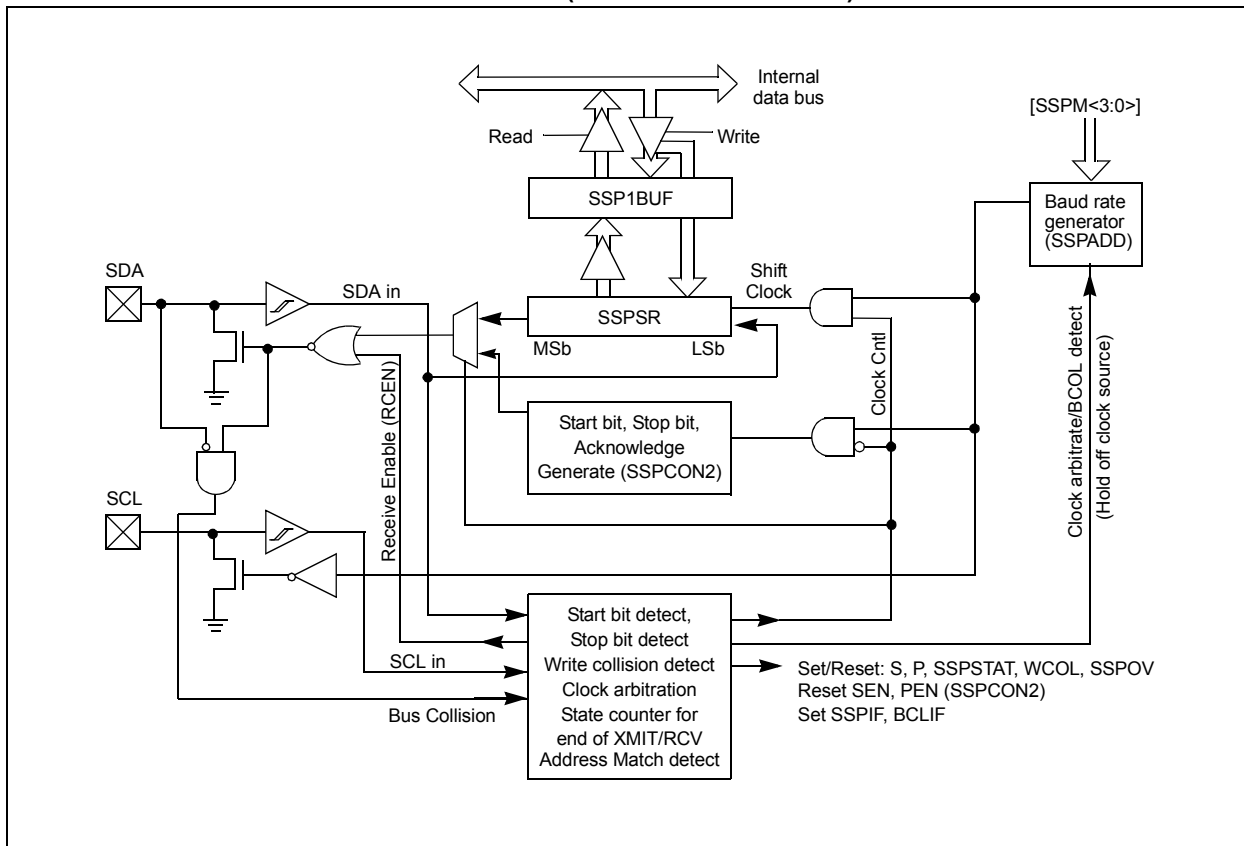 Internal
data bus
[SSPM<3:0>]
Read
Write
SSP1BUF
Baud rate
generator
(SSPADD)
SDA
SDA in
Shift
Clock
SSPSR
MSb
LSb
Clock Cntl
Receive Enable (RCEN)
Start bit, Stop bit,
Acknowledge
Generate (SSPCON2)
Clock arbitrate/BCOL detect
(Hold off clock source)
SCL
SCL in
Bus Collision
Start bit detect,
Stop bit detect
Write collision detect
Clock arbitration
State counter for
end of XMIT/RCV
Address Match detect
Set/Reset: S, P, SSPSTAT, WCOL, SSPOV
Reset SEN, PEN (SSPCON2)
Set SSPIF, BCLIF